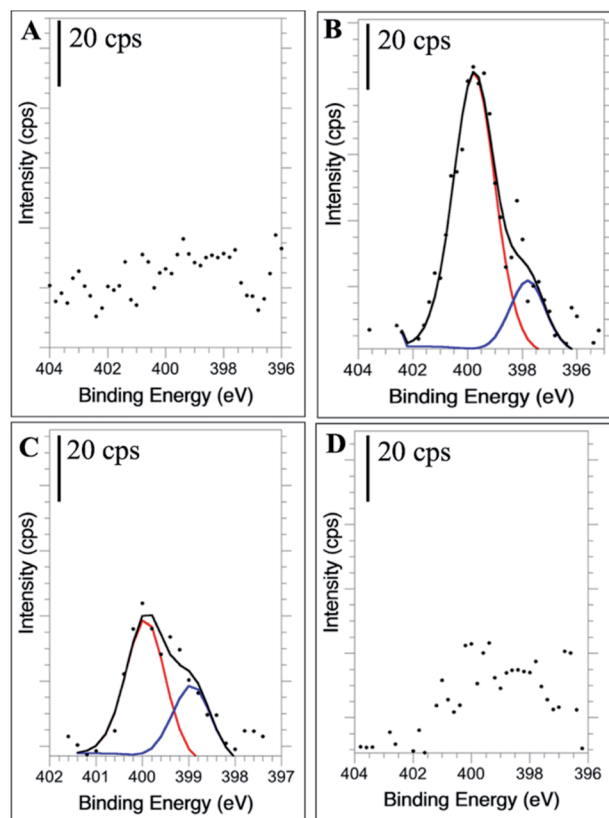 A
20 cps
Intensity (cps)
404 402 400 398 396
Binding Energy (eV)
B
20 cps
Intensity (cps)
404 402 400 398 396
Binding Energy (eV)
C
20 cps
Intensity (cps)
402 401 400 399 398 397
Binding Energy (eV)
D
20 cps
Intensity (cps)
404 402 400 398 396
Binding Energy (eV)